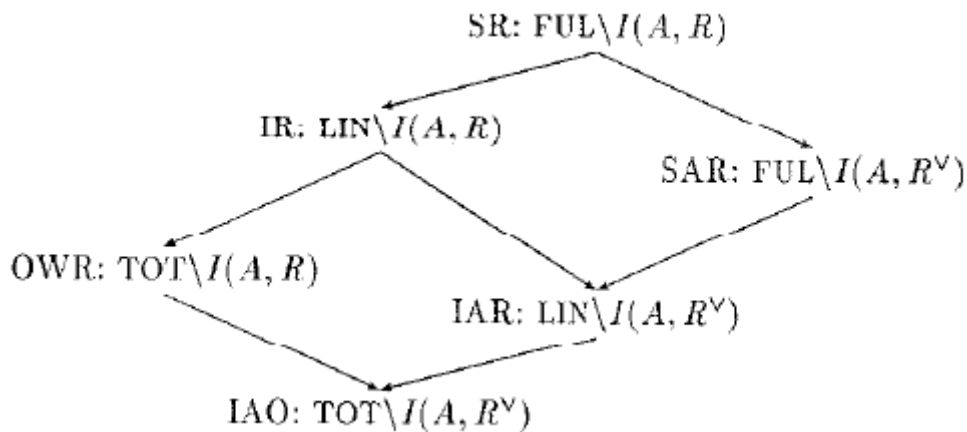 SR: FUL\I(A, R)
IR: LIN\I(A, R)
SAR: FUL\I(A, R^∨)
OWR: TOT\I(A, R)
IAR: LIN\I(A, R^∨)
IAO: TOT\I(A, R^∨)